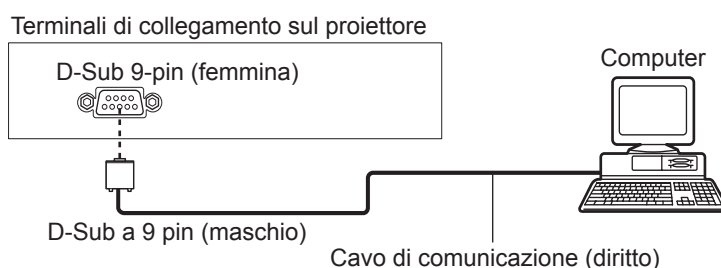 Terminali di collegamento sul proiettore
D-Sub 9-pin (femmina)
Computer
D-Sub a 9 pin (maschio)
Cavo di comunicazione (diritto)